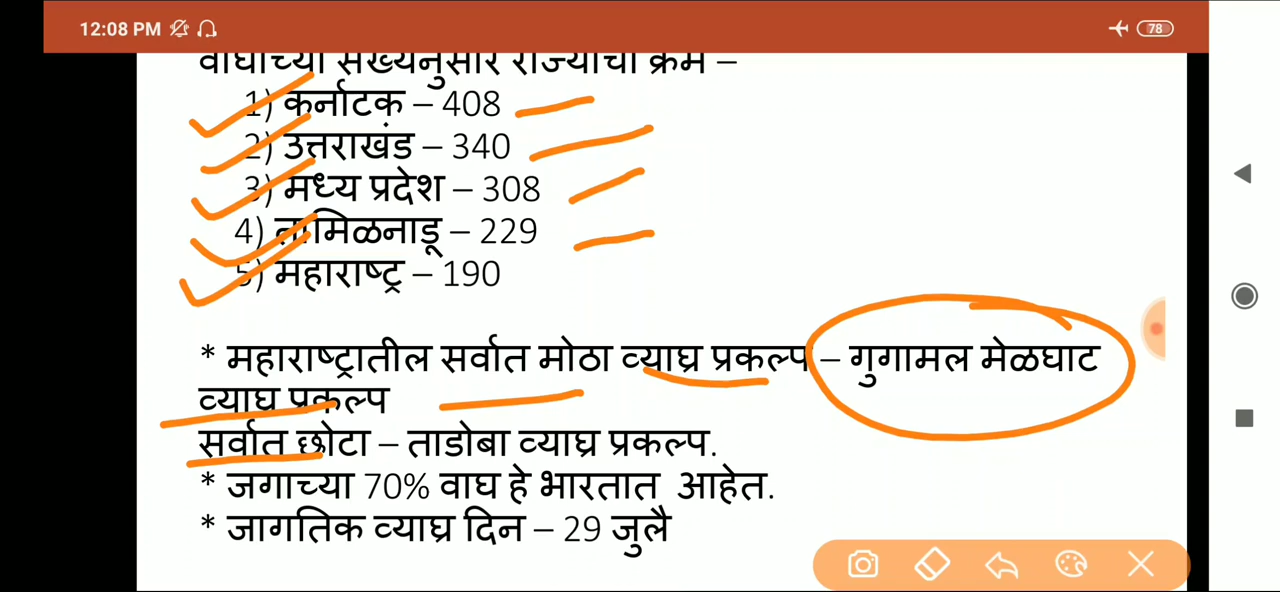 12:08 PM 78
वाघाच्या संख्येनुसार राज्यांचा क्रम –
1) कर्नाटक – 408
2) उत्तराखंड – 340
3) मध्य प्रदेश – 308
4) तामिळनाडू – 229
5) महाराष्ट्र – 190
* महाराष्ट्रातील सर्वात मोठा व्याघ्र प्रकल्प – गुगामल मेळघाट
व्याघ्र प्रकल्प
सर्वात छोटा – ताडोबा व्याघ्र प्रकल्प.
* जगाच्या 70% वाघ हे भारतात आहेत.
* जागतिक व्याघ्र दिन – 29 जुलै